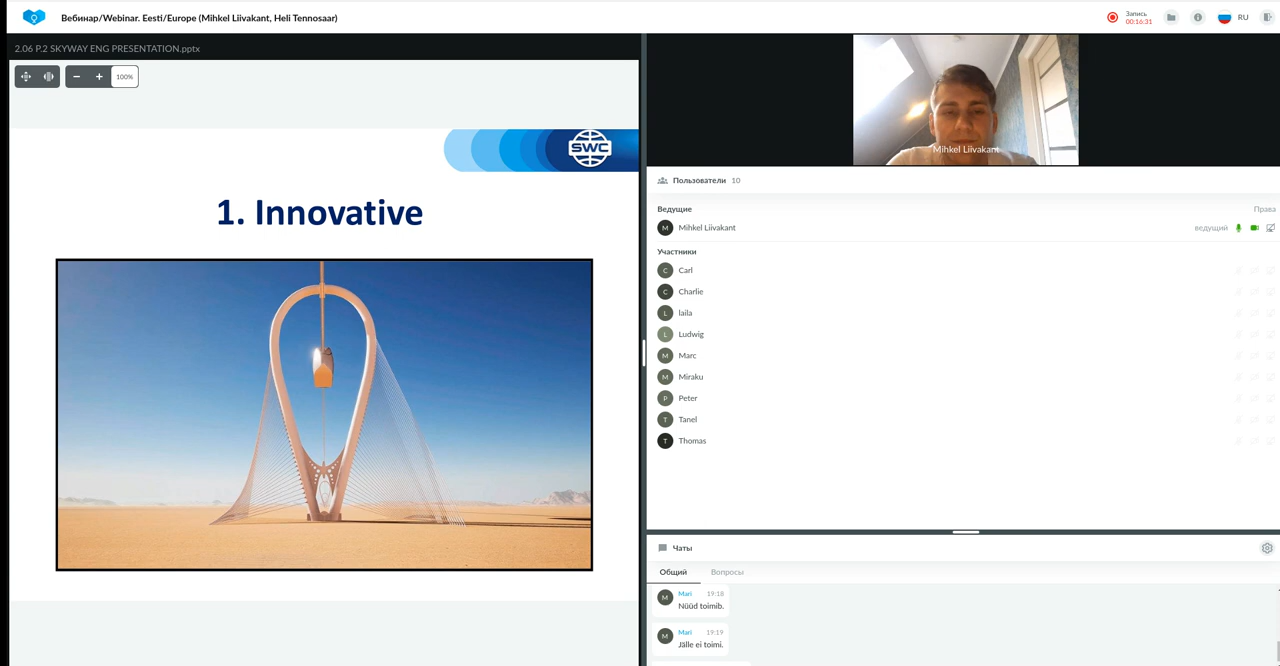 Вебинар/Webinar. Eesti/Europe (Mihkel Liivakant, Heli Tennosaar)
Запись
00:16:31
RU
2.06 P.2 SKYWAY ENG PRESENTATION.pptx
100%
SWC
1. Innovative
Mihkel Liivakant
Пользователи 10
Ведущие
Права
M Mihkel Liivakant
ведущий
Участники
C Carl
C Charlie
L laila
L Ludwig
M Marc
M Miraku
P Peter
T Tanel
T Thomas
Чаты
Общий Вопросы
M Mari 19:18
Nüüd toimib.
M Mari 19:19
Jälle ei toimi.